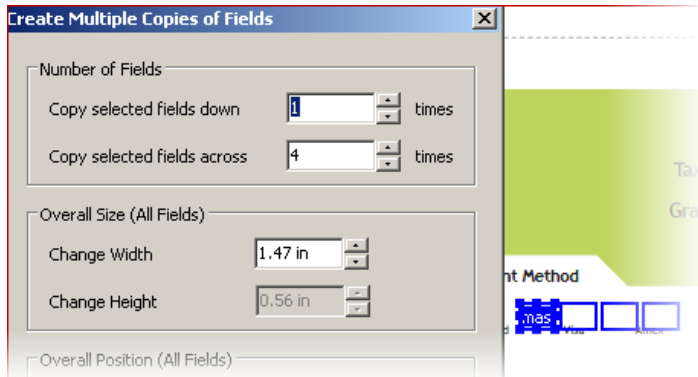 Create Multiple Copies of Fields
Number of Fields
Copy selected fields down 1 times
Copy selected fields across 4 times
Overall Size (All Fields)
Change Width 1.47 in
Change Height 0.56 in
Overall Position (All Fields)
Tax
Gra
nt Method
mas
Visa
Amex